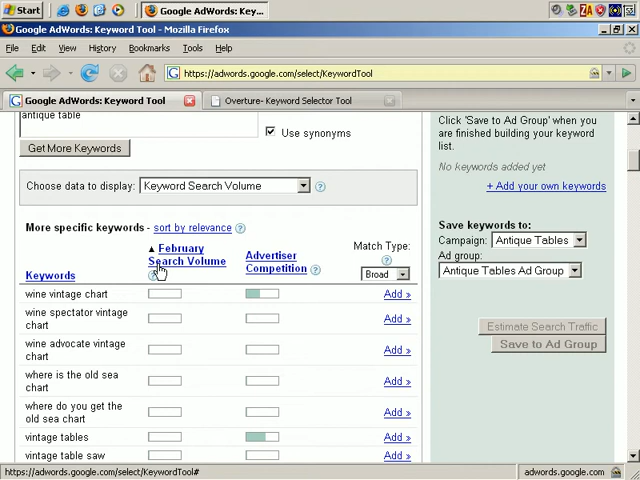 Start
Google AdWords: Key...
Google AdWords: Keyword Tool - Mozilla Firefox
File Edit View History Bookmarks Tools Help
https://adwords.google.com/select/KeywordTool
Google AdWords: Keyword Tool
Overture- Keyword Selector Tool
antique table
Use synonyms
Get More Keywords
Choose data to display: Keyword Search Volume
More specific keywords - sort by relevance
Keywords
February
Search Volume
Advertiser
Competition
Match Type:
Broad
wine vintage chart Add »
wine spectator vintage
chart Add »
wine advocate vintage
chart Add »
where is the old sea
chart Add »
where do you get the
old sea chart Add »
vintage tables Add »
vintage table saw Add »
Click 'Save to Ad Group' when you
are finished building your keyword
list.
No keywords added yet
+ Add your own keywords
Save keywords to:
Campaign: Antique Tables
Ad group:
Antique Tables Ad Group
Estimate Search Traffic
Save to Ad Group
https://adwords.google.com/select/KeywordTool#
adwords.google.com